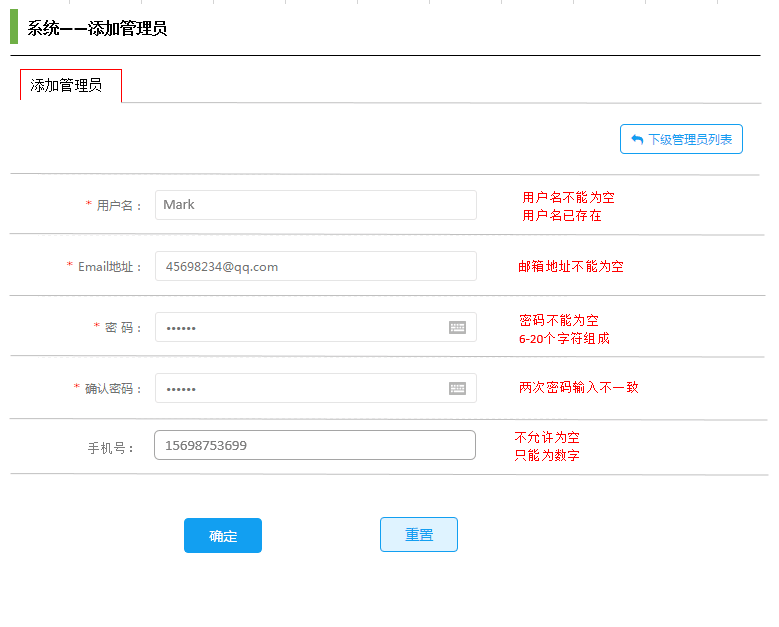 系统——添加管理员
添加管理员
下级管理员列表
* 用户名： Mark 用户名不能为空
用户名已存在
* Email地址： 45698234@qq.com 邮箱地址不能为空
* 密 码： •••••• 密码不能为空
6-20个字符组成
* 确认密码： •••••• 两次密码输入不一致
手机号： 15698753699 不允许为空
只能为数字
确定 重置